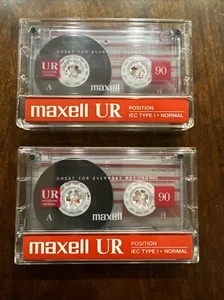 GREAT FOR EVERYDAY RECORDING
UR
90
A
maxell
maxell UR
POSITION
IEC TYPE I • NORMAL
GREAT FOR EVERYDAY RECORDING
UR
90
A
B
maxell
maxell UR
POSITION
IEC TYPE I • NORMAL